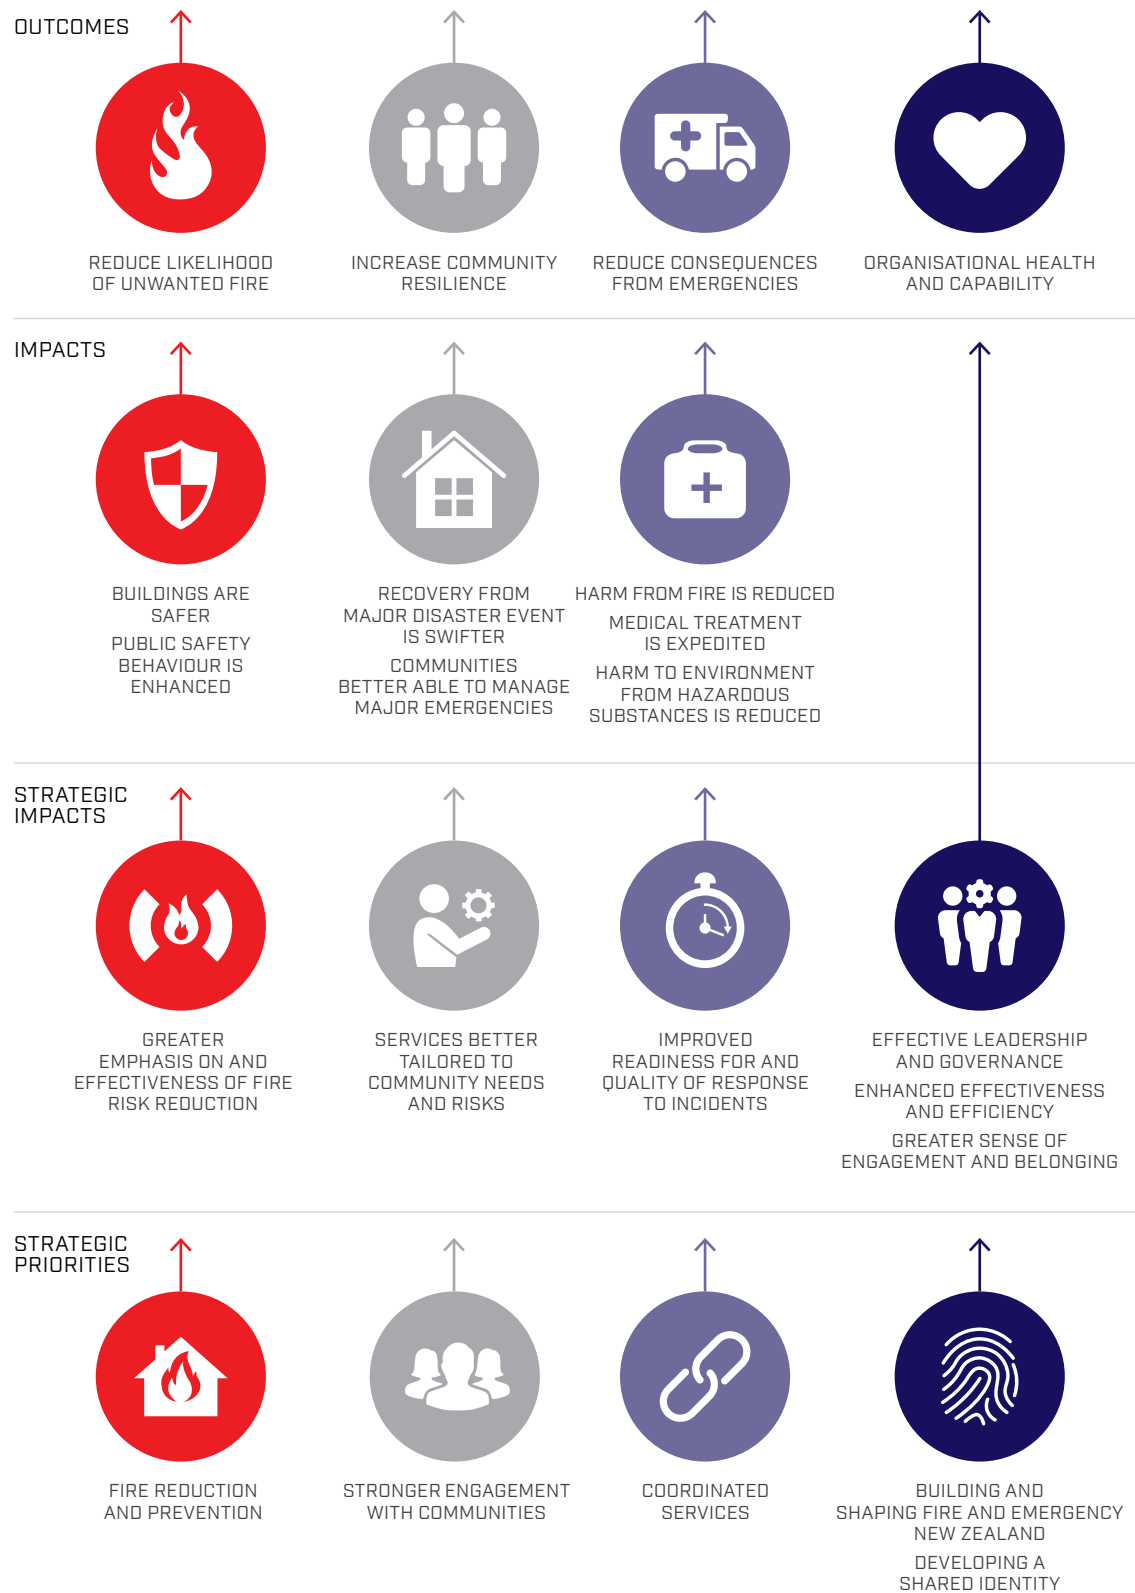 OUTCOMES
REDUCE LIKELIHOOD
OF UNWANTED FIRE
INCREASE COMMUNITY
RESILIENCE
REDUCE CONSEQUENCES
FROM EMERGENCIES
ORGANISATIONAL HEALTH
AND CAPABILITY
IMPACTS
BUILDINGS ARE
SAFER
PUBLIC SAFETY
BEHAVIOUR IS
ENHANCED
RECOVERY FROM
MAJOR DISASTER EVENT
IS SWIFTER
COMMUNITIES
BETTER ABLE TO MANAGE
MAJOR EMERGENCIES
HARM FROM FIRE IS REDUCED
MEDICAL TREATMENT
IS EXPEDITED
HARM TO ENVIRONMENT
FROM HAZARDOUS
SUBSTANCES IS REDUCED
STRATEGIC
IMPACTS
GREATER
EMPHASIS ON AND
EFFECTIVENESS OF FIRE
RISK REDUCTION
SERVICES BETTER
TAILORED TO
COMMUNITY NEEDS
AND RISKS
IMPROVED
READINESS FOR AND
QUALITY OF RESPONSE
TO INCIDENTS
EFFECTIVE LEADERSHIP
AND GOVERNANCE
ENHANCED EFFECTIVENESS
AND EFFICIENCY
GREATER SENSE OF
ENGAGEMENT AND BELONGING
STRATEGIC
PRIORITIES
FIRE REDUCTION
AND PREVENTION
STRONGER ENGAGEMENT
WITH COMMUNITIES
COORDINATED
SERVICES
BUILDING AND
SHAPING FIRE AND EMERGENCY
NEW ZEALAND
DEVELOPING A
SHARED IDENTITY